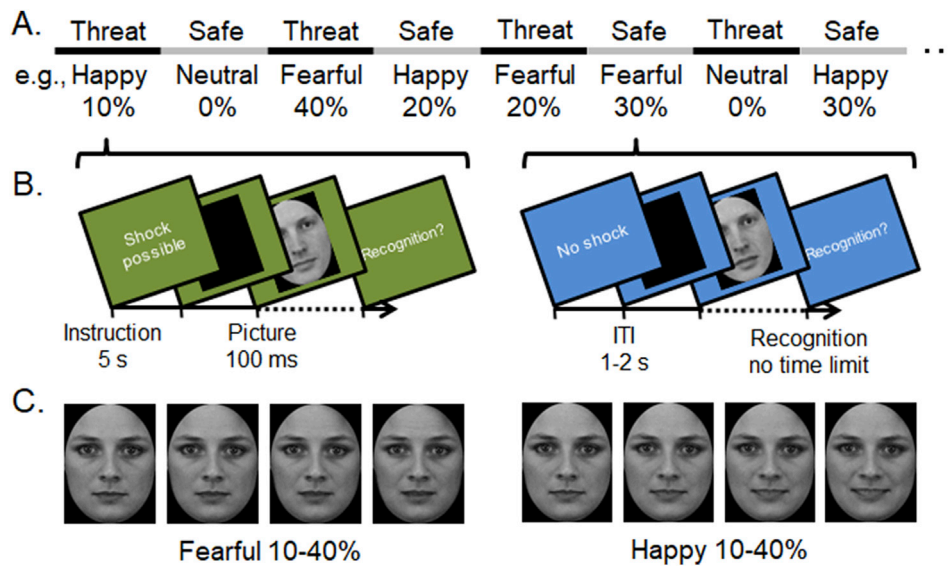 A. Threat Safe Threat Safe Threat Safe Threat Safe ...
e.g., Happy Neutral Fearful Happy Fearful Fearful Neutral Happy
10% 0% 40% 20% 20% 30% 0% 30%
B.
Shock
possible
Recognition?
No shock
Recognition?
Instruction Picture ITI Recognition
5 s 100 ms 1-2 s no time limit
C.
Fearful 10-40% Happy 10-40%